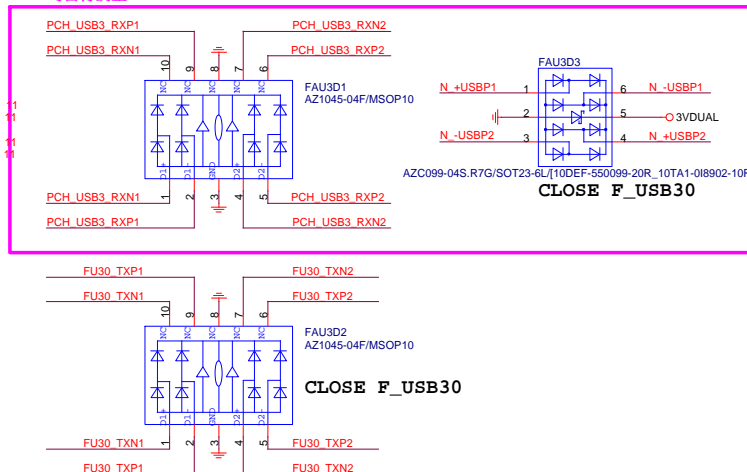 PCH_USB3_RXP1
PCH_USB3_RXN2
PCH_USB3_RXN1
PCH_USB3_RXP2
10 9 8 7 6
NC NC NC NC
FAU3D1
AZ1045-04F/MSOP10
D1+ D1- GND D2+ D2-
1 2 3 4 5
PCH_USB3_RXN1
PCH_USB3_RXP2
PCH_USB3_RXP1
PCH_USB3_RXN2
11
11
11
11
FAU3D3
N_+USBP1 1 6 N_-USBP1
2 5 3VDUAL
N_-USBP2 3 4 N_+USBP2
AZC099-04S.R7G/SOT23-6L/[10DEF-550099-20R_10TA1-0I8902-10R
CLOSE F_USB30
FU30_TXP1
FU30_TXN2
FU30_TXN1
FU30_TXP2
10 9 8 7 6
NC NC NC NC
FAU3D2
AZ1045-04F/MSOP10
CLOSE F_USB30
D1+ D1- GND D2+ D2-
1 2 3 4 5
FU30_TXN1
FU30_TXP2
FU30_TXP1
FU30_TXN2